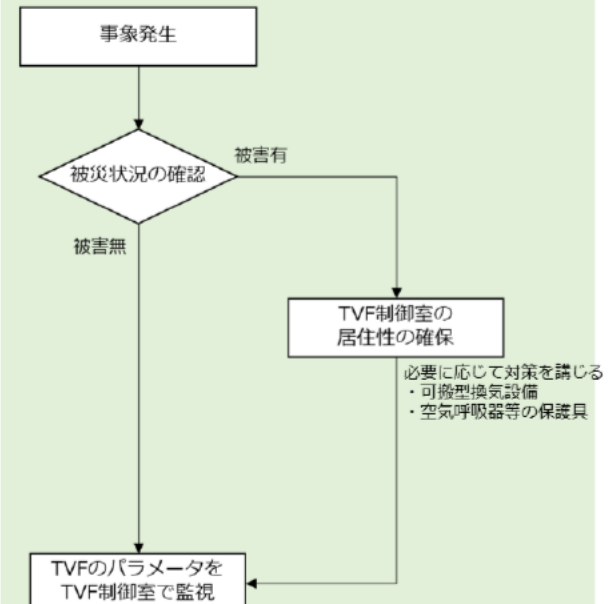 事象発生
被災状況の確認
被害有
被害無
TVF制御室の
居住性の確保
必要に応じて対策を講じる
・可搬型換気設備
・空気呼吸器等の保護具
TVFのパラメータを
TVF制御室で監視